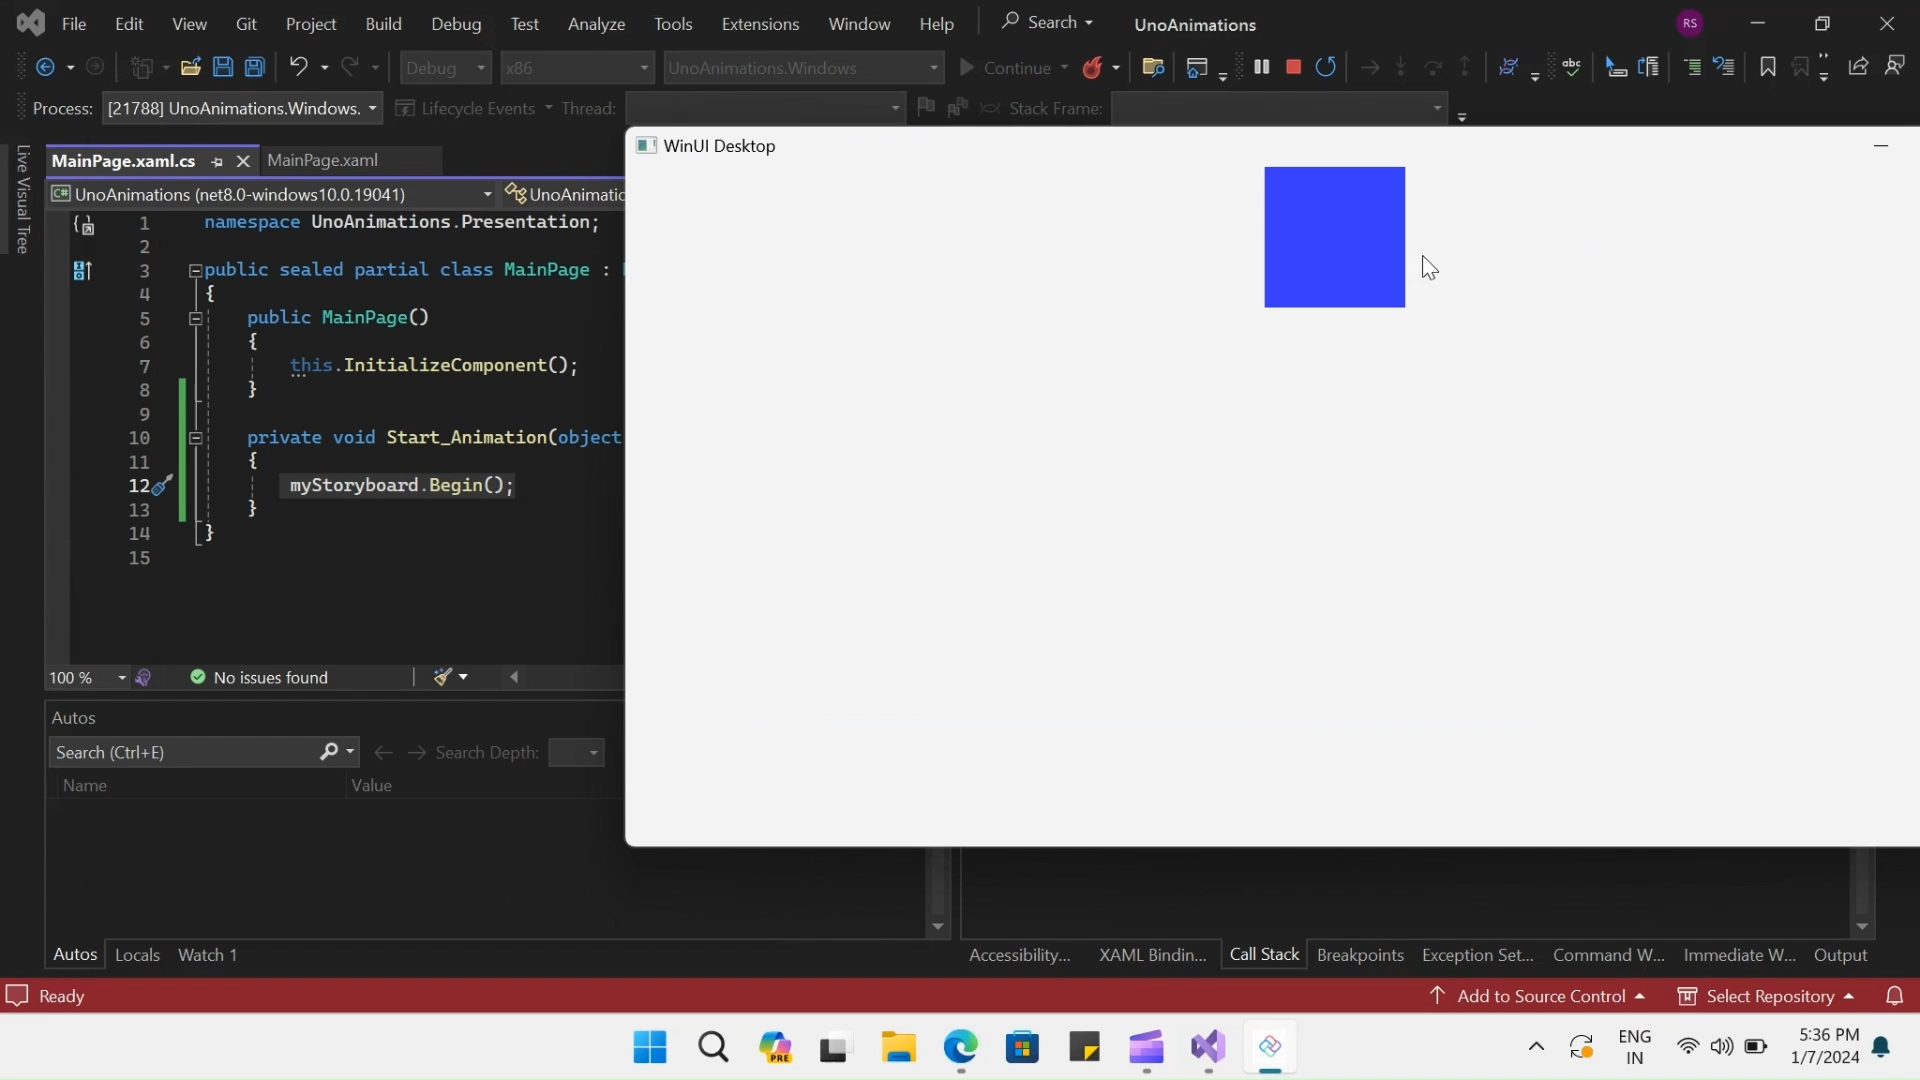 File Edit View Git Project Build Debug Test Analyze Tools Extensions Window Help Search UnoAnimations RS
Debug x86 UnoAnimations.Windows Continue
Process: [21788] UnoAnimations.Windows. Lifecycle Events Thread: Stack Frame:
Live Visual Tree
MainPage.xaml.cs MainPage.xaml
UnoAnimations (net8.0-windows10.0.19041) UnoAnimatio
1 namespace UnoAnimations.Presentation;
2
3 public sealed partial class MainPage :
4 {
5 public MainPage()
6 {
7 this.InitializeComponent();
8 }
9
10 private void Start_Animation(object
11 {
12 myStoryboard.Begin();
13 }
14 }
15
100 % No issues found
WinUI Desktop
Autos
Search (Ctrl+E) Search Depth:
Name Value
Autos Locals Watch 1
Accessibility... XAML Bindin... Call Stack Breakpoints Exception Set... Command W... Immediate W... Output
Ready Add to Source Control Select Repository
PRE
ENG
IN
5:36 PM
1/7/2024